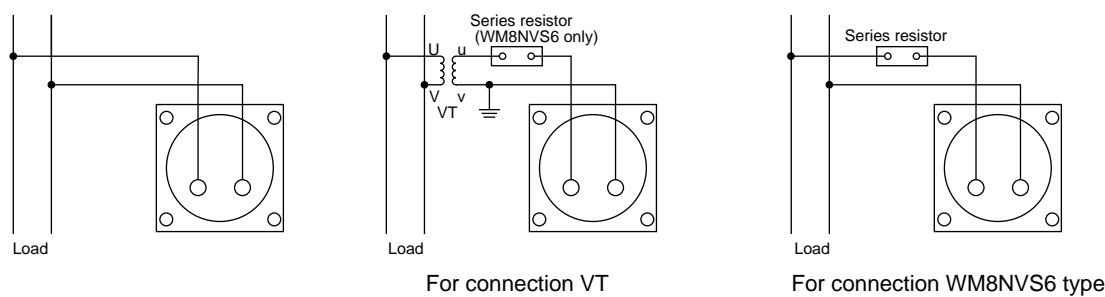 Load
Series resistor
(WM8NVS6 only)
U u
V v
VT
Load
For connection VT
Series resistor
Load
For connection WM8NVS6 type